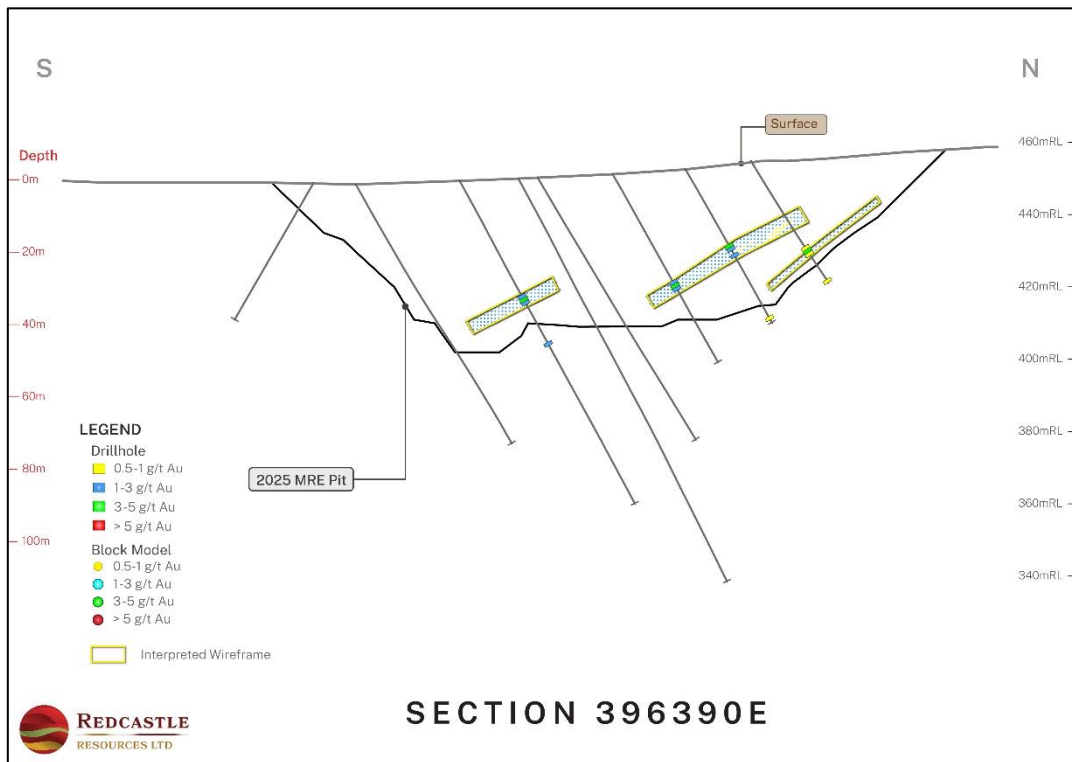 S
N
Surface
Depth
0m
20m
40m
60m
80m
100m
460mRL
440mRL
420mRL
400mRL
380mRL
360mRL
340mRL
2025 MRE Pit
LEGEND
Drillhole
0.5-1 g/t Au
1-3 g/t Au
3-5 g/t Au
> 5 g/t Au
Block Model
0.5-1 g/t Au
1-3 g/t Au
3-5 g/t Au
> 5 g/t Au
Interpreted Wireframe
REDCASTLE
RESOURCES LTD
SECTION 396390E